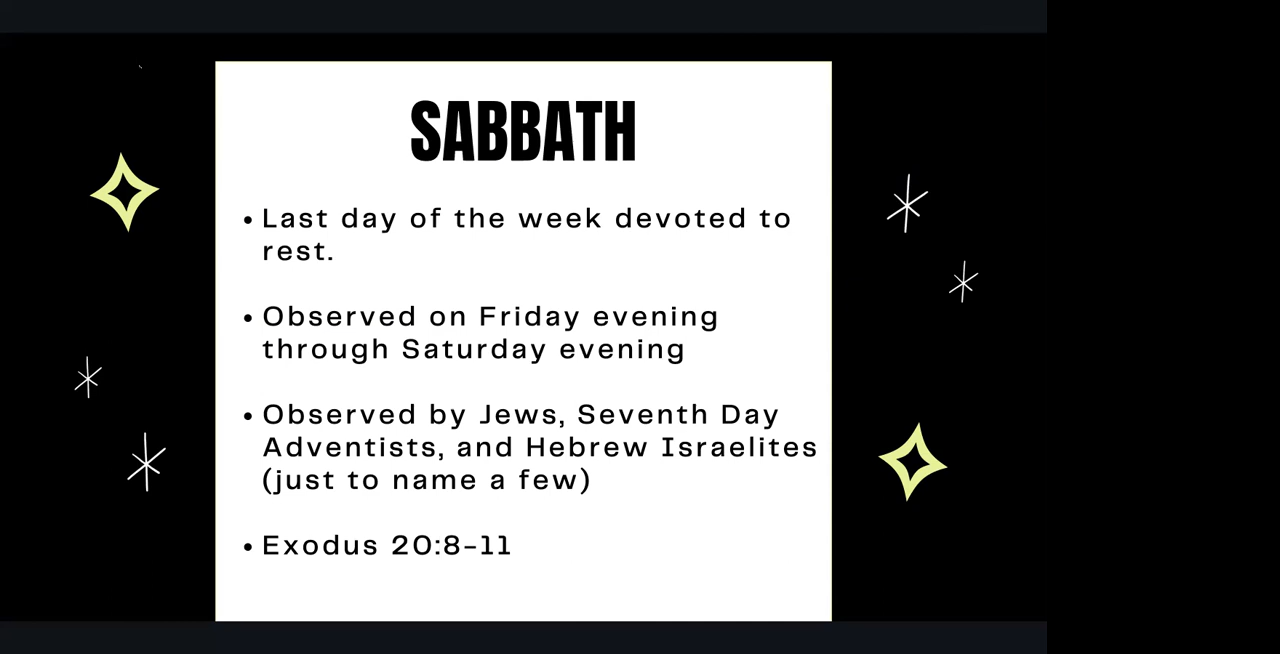 SABBATH
• Last day of the week devoted to
rest.
• Observed on Friday evening
through Saturday evening
• Observed by Jews, Seventh Day
Adventists, and Hebrew Israelites
(just to name a few)
• Exodus 20:8-11